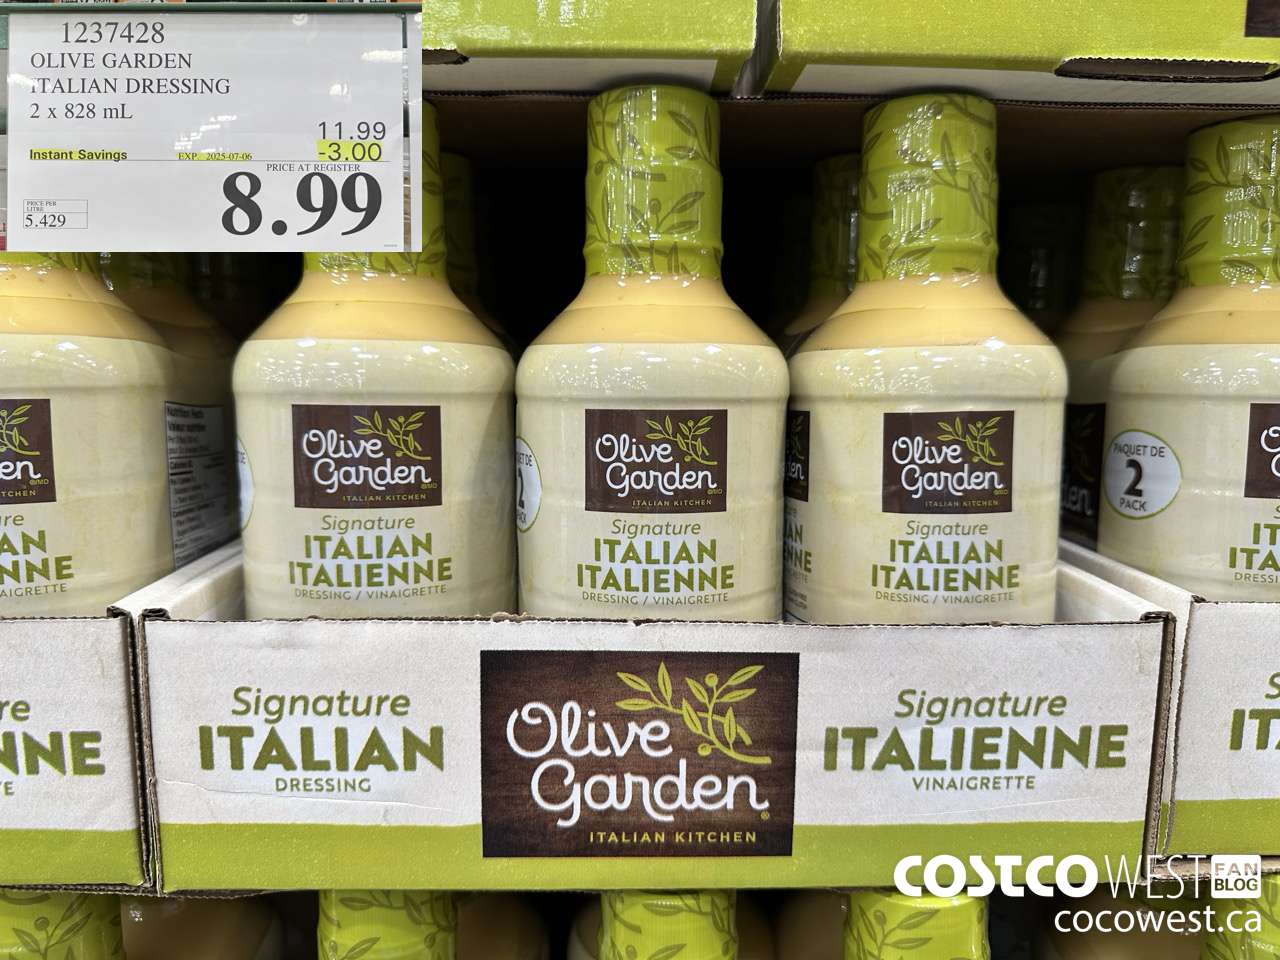 1237428
OLIVE GARDEN
ITALIAN DRESSING
2 x 828 mL
11.99
Instant Savings EXP. 2025-07-06 -3.00
PRICE AT REGISTER
8.99
PRICE PER
LITRE
5.429
Olive
Garden
ITALIAN KITCHEN
Signature
ITALIAN
ITALIENNE
DRESSING / VINAIGRETTE
Olive
Garden
ITALIAN KITCHEN
Signature
ITALIAN
ITALIENNE
DRESSING / VINAIGRETTE
Olive
Garden
ITALIAN KITCHEN
Signature
ITALIAN
ITALIENNE
DRESSING / VINAIGRETTE
PAQUET DE
2
PACK
Signature
ITALIAN
DRESSING
Olive
Garden
ITALIAN KITCHEN
Signature
ITALIENNE
VINAIGRETTE
COSTCO WEST FAN BLOG
cocowest.ca